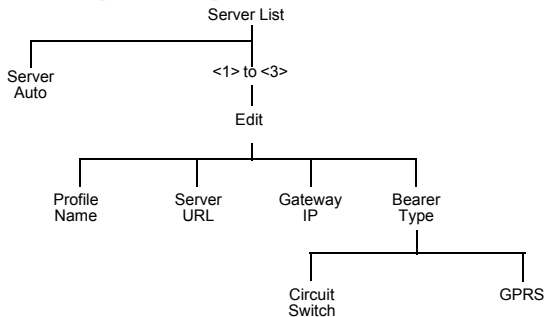 Server List
Server
Auto
<1> to <3>
Edit
Profile
Name
Server
URL
Gateway
IP
Bearer
Type
Circuit
Switch
GPRS